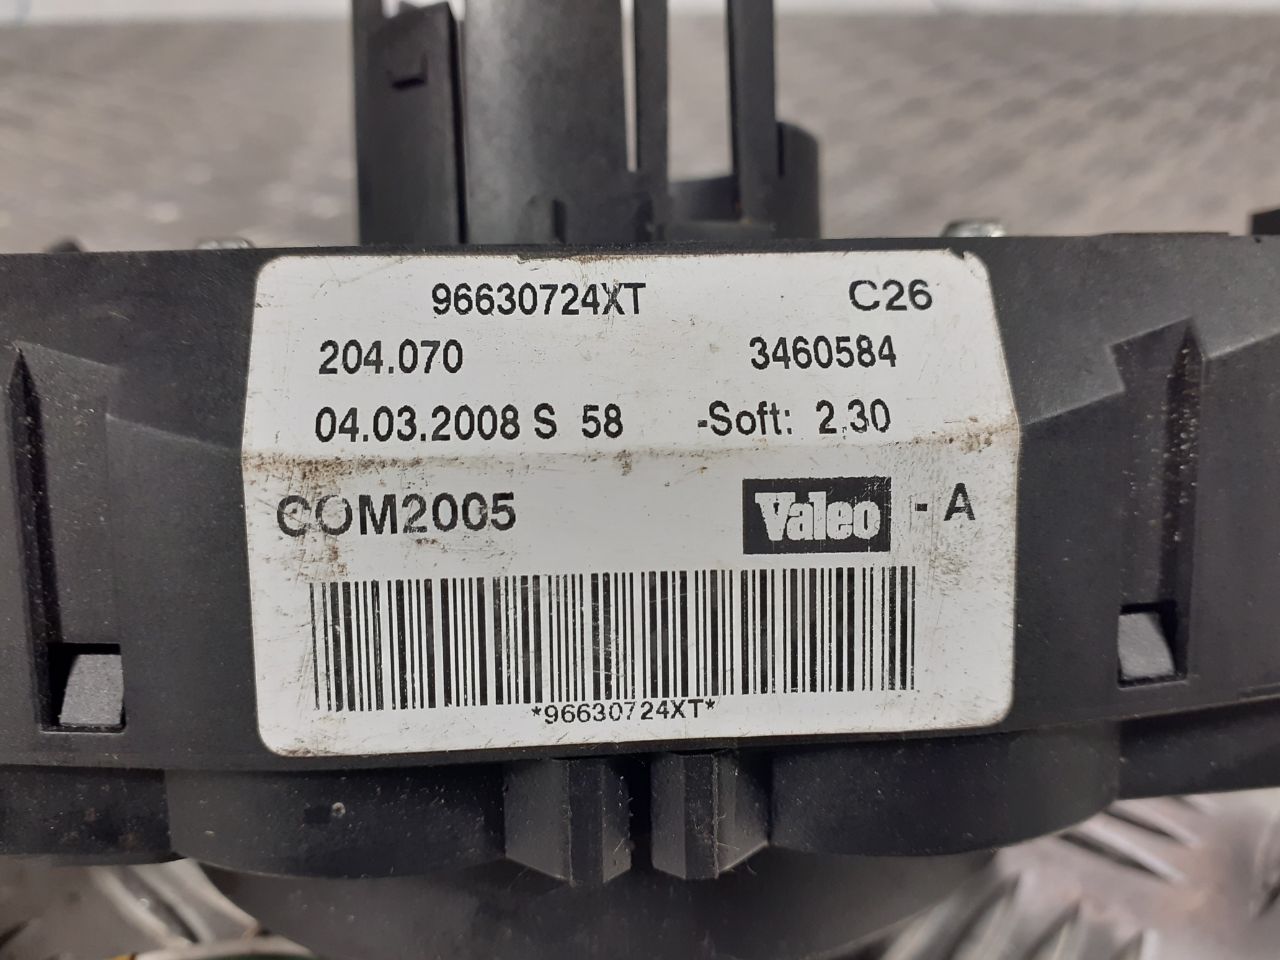 96630724XT C26
204.070 3460584
04.03.2008 S 58 -Soft: 2.30
COM2005 Valeo - A
*96630724XT*